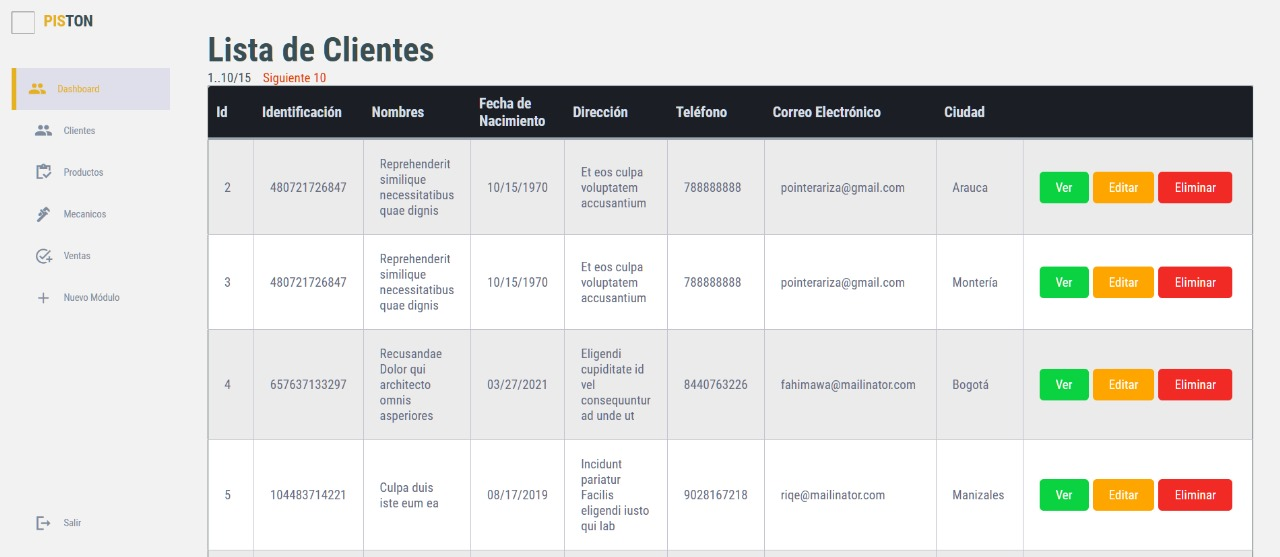 PISTON
Dashboard
Clientes
Productos
Mecanicos
Ventas
Nuevo Módulo
Salir
Lista de Clientes
1..10/15 Siguiente 10
Id Identificación Nombres Fecha de Nacimiento Dirección Teléfono Correo Electrónico Ciudad
2
480721726847
Reprehenderit
similique
necessitatibus
quae dignis
10/15/1970
Et eos culpa
voluptatem
accusantium
788888888
pointerariza@gmail.com
Arauca
Ver Editar Eliminar
3
480721726847
Reprehenderit
similique
necessitatibus
quae dignis
10/15/1970
Et eos culpa
voluptatem
accusantium
788888888
pointerariza@gmail.com
Montería
Ver Editar Eliminar
4
657637133297
Recusandae
Dolor qui
architecto
omnis
asperiores
03/27/2021
Eligendi
cupiditate id
vel
consequuntur
ad unde ut
8440763226
fahimawa@mailinator.com
Bogotá
Ver Editar Eliminar
5
104483714221
Culpa duis
iste eum ea
08/17/2019
Incidunt
pariatur
Facilis
eligendi iusto
qui lab
9028167218
riqe@mailinator.com
Manizales
Ver Editar Eliminar